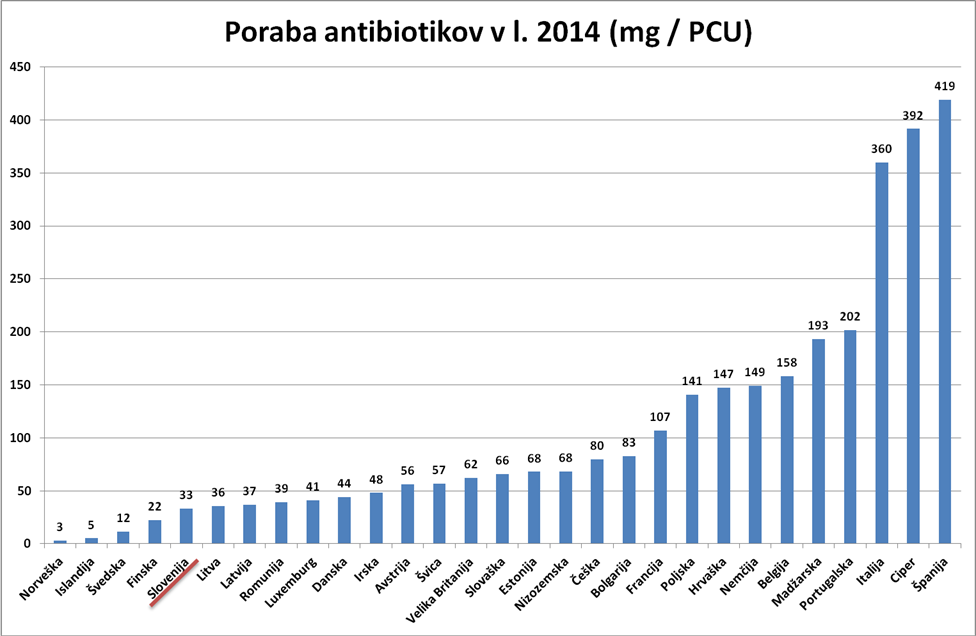 Poraba antibiotikov v l. 2014 (mg / PCU)
450
400
350
300
250
200
150
100
50
0
3
5
12
22
33
36
37
39
41
44
48
56
57
62
66
68
68
80
83
107
141
147
149
158
193
202
360
392
419
Norveška
Islandija
Švedska
Finska
Slovenija
Litva
Latvija
Romunija
Luxemburg
Danska
Irska
Avstrija
Švica
Velika Britanija
Slovaška
Estonija
Nizozemska
Češka
Bolgarija
Francija
Poljska
Hrvaška
Nemčija
Belgija
Madžarska
Portugalska
Italija
Ciper
Španija